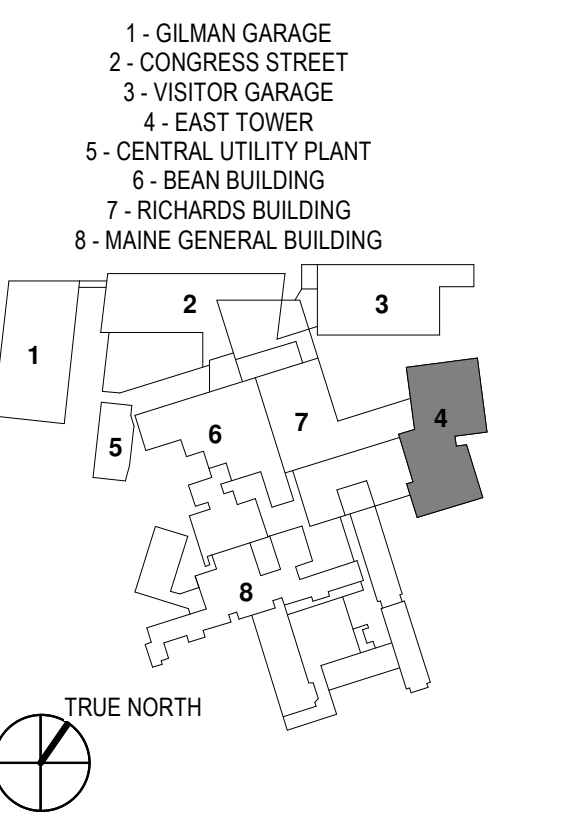 1 - GILMAN GARAGE
2 - CONGRESS STREET
3 - VISITOR GARAGE
4 - EAST TOWER
5 - CENTRAL UTILITY PLANT
6 - BEAN BUILDING
7 - RICHARDS BUILDING
8 - MAINE GENERAL BUILDING
2
3
1
4
7
6
5
8
TRUE NORTH